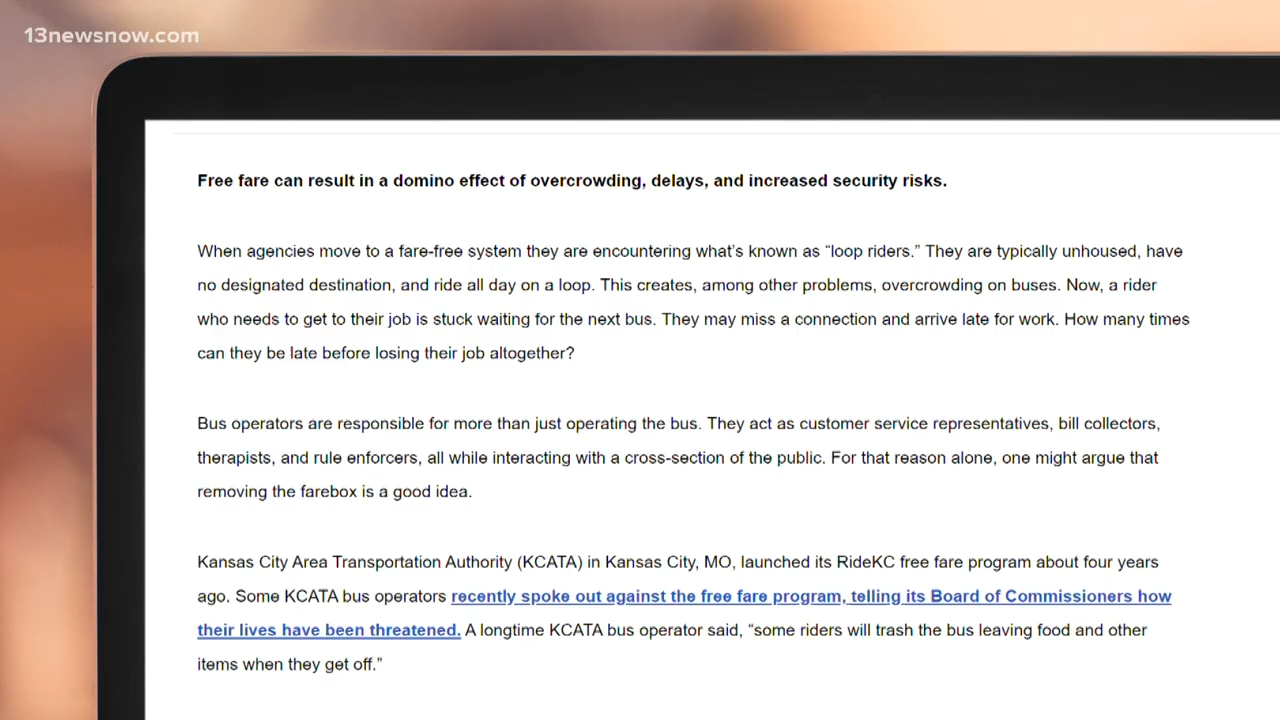 13newsnow.com
Free fare can result in a domino effect of overcrowding, delays, and increased security risks.
When agencies move to a fare-free system they are encountering what's known as “loop riders.” They are typically unhoused, have
no designated destination, and ride all day on a loop. This creates, among other problems, overcrowding on buses. Now, a rider
who needs to get to their job is stuck waiting for the next bus. They may miss a connection and arrive late for work. How many times
can they be late before losing their job altogether?
Bus operators are responsible for more than just operating the bus. They act as customer service representatives, bill collectors,
therapists, and rule enforcers, all while interacting with a cross-section of the public. For that reason alone, one might argue that
removing the farebox is a good idea.
Kansas City Area Transportation Authority (KCATA) in Kansas City, MO, launched its RideKC free fare program about four years
ago. Some KCATA bus operators recently spoke out against the free fare program, telling its Board of Commissioners how
their lives have been threatened. A longtime KCATA bus operator said, “some riders will trash the bus leaving food and other
items when they get off.”